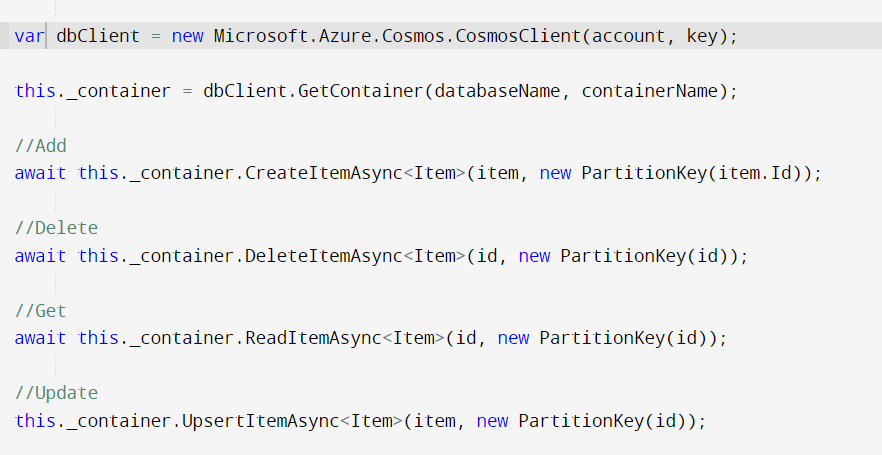 var dbClient = new Microsoft.Azure.Cosmos.CosmosClient(account, key);
this._container = dbClient.GetContainer(databaseName, containerName);
//Add
await this._container.CreateItemAsync<Item>(item, new PartitionKey(item.Id));
//Delete
await this._container.DeleteItemAsync<Item>(id, new PartitionKey(id));
//Get
await this._container.ReadItemAsync<Item>(id, new PartitionKey(id));
//Update
this._container.UpsertItemAsync<Item>(item, new PartitionKey(id));